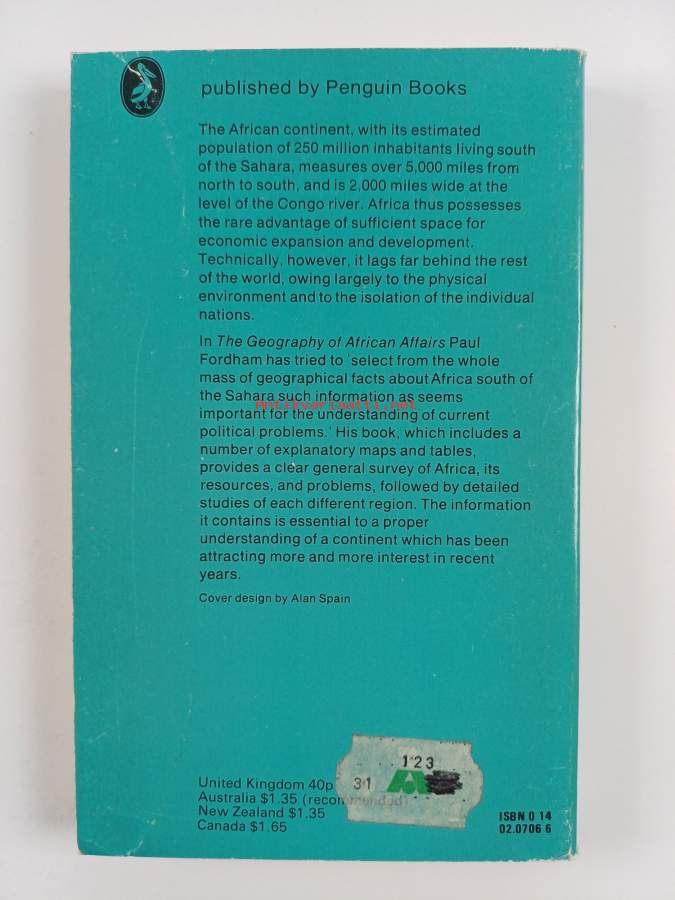 published by Penguin Books
The African continent, with its estimated
population of 250 million inhabitants living south
of the Sahara, measures over 5,000 miles from
north to south, and is 2,000 miles wide at the
level of the Congo river. Africa thus possesses
the rare advantage of sufficient space for
economic expansion and development.
Technically, however, it lags far behind the rest
of the world, owing largely to the physical
environment and to the isolation of the individual
nations.
In The Geography of African Affairs Paul
Fordham has tried to 'select from the whole
mass of geographical facts about Africa south of
the Sahara such information as seems
Antikvariaatti.net
important for the understanding of current
political problems.' His book, which includes a
number of explanatory maps and tables,
provides a clear general survey of Africa, its
resources, and problems, followed by detailed
studies of each different region. The information
it contains is essential to a proper
understanding of a continent which has been
attracting more and more interest in recent
years.
Cover design by Alan Spain
123
31
United Kingdom 40p
Australia $1.35 (recommended)
New Zealand $1.35
Canada $1.65
ISBN 0 14
02.0706 6